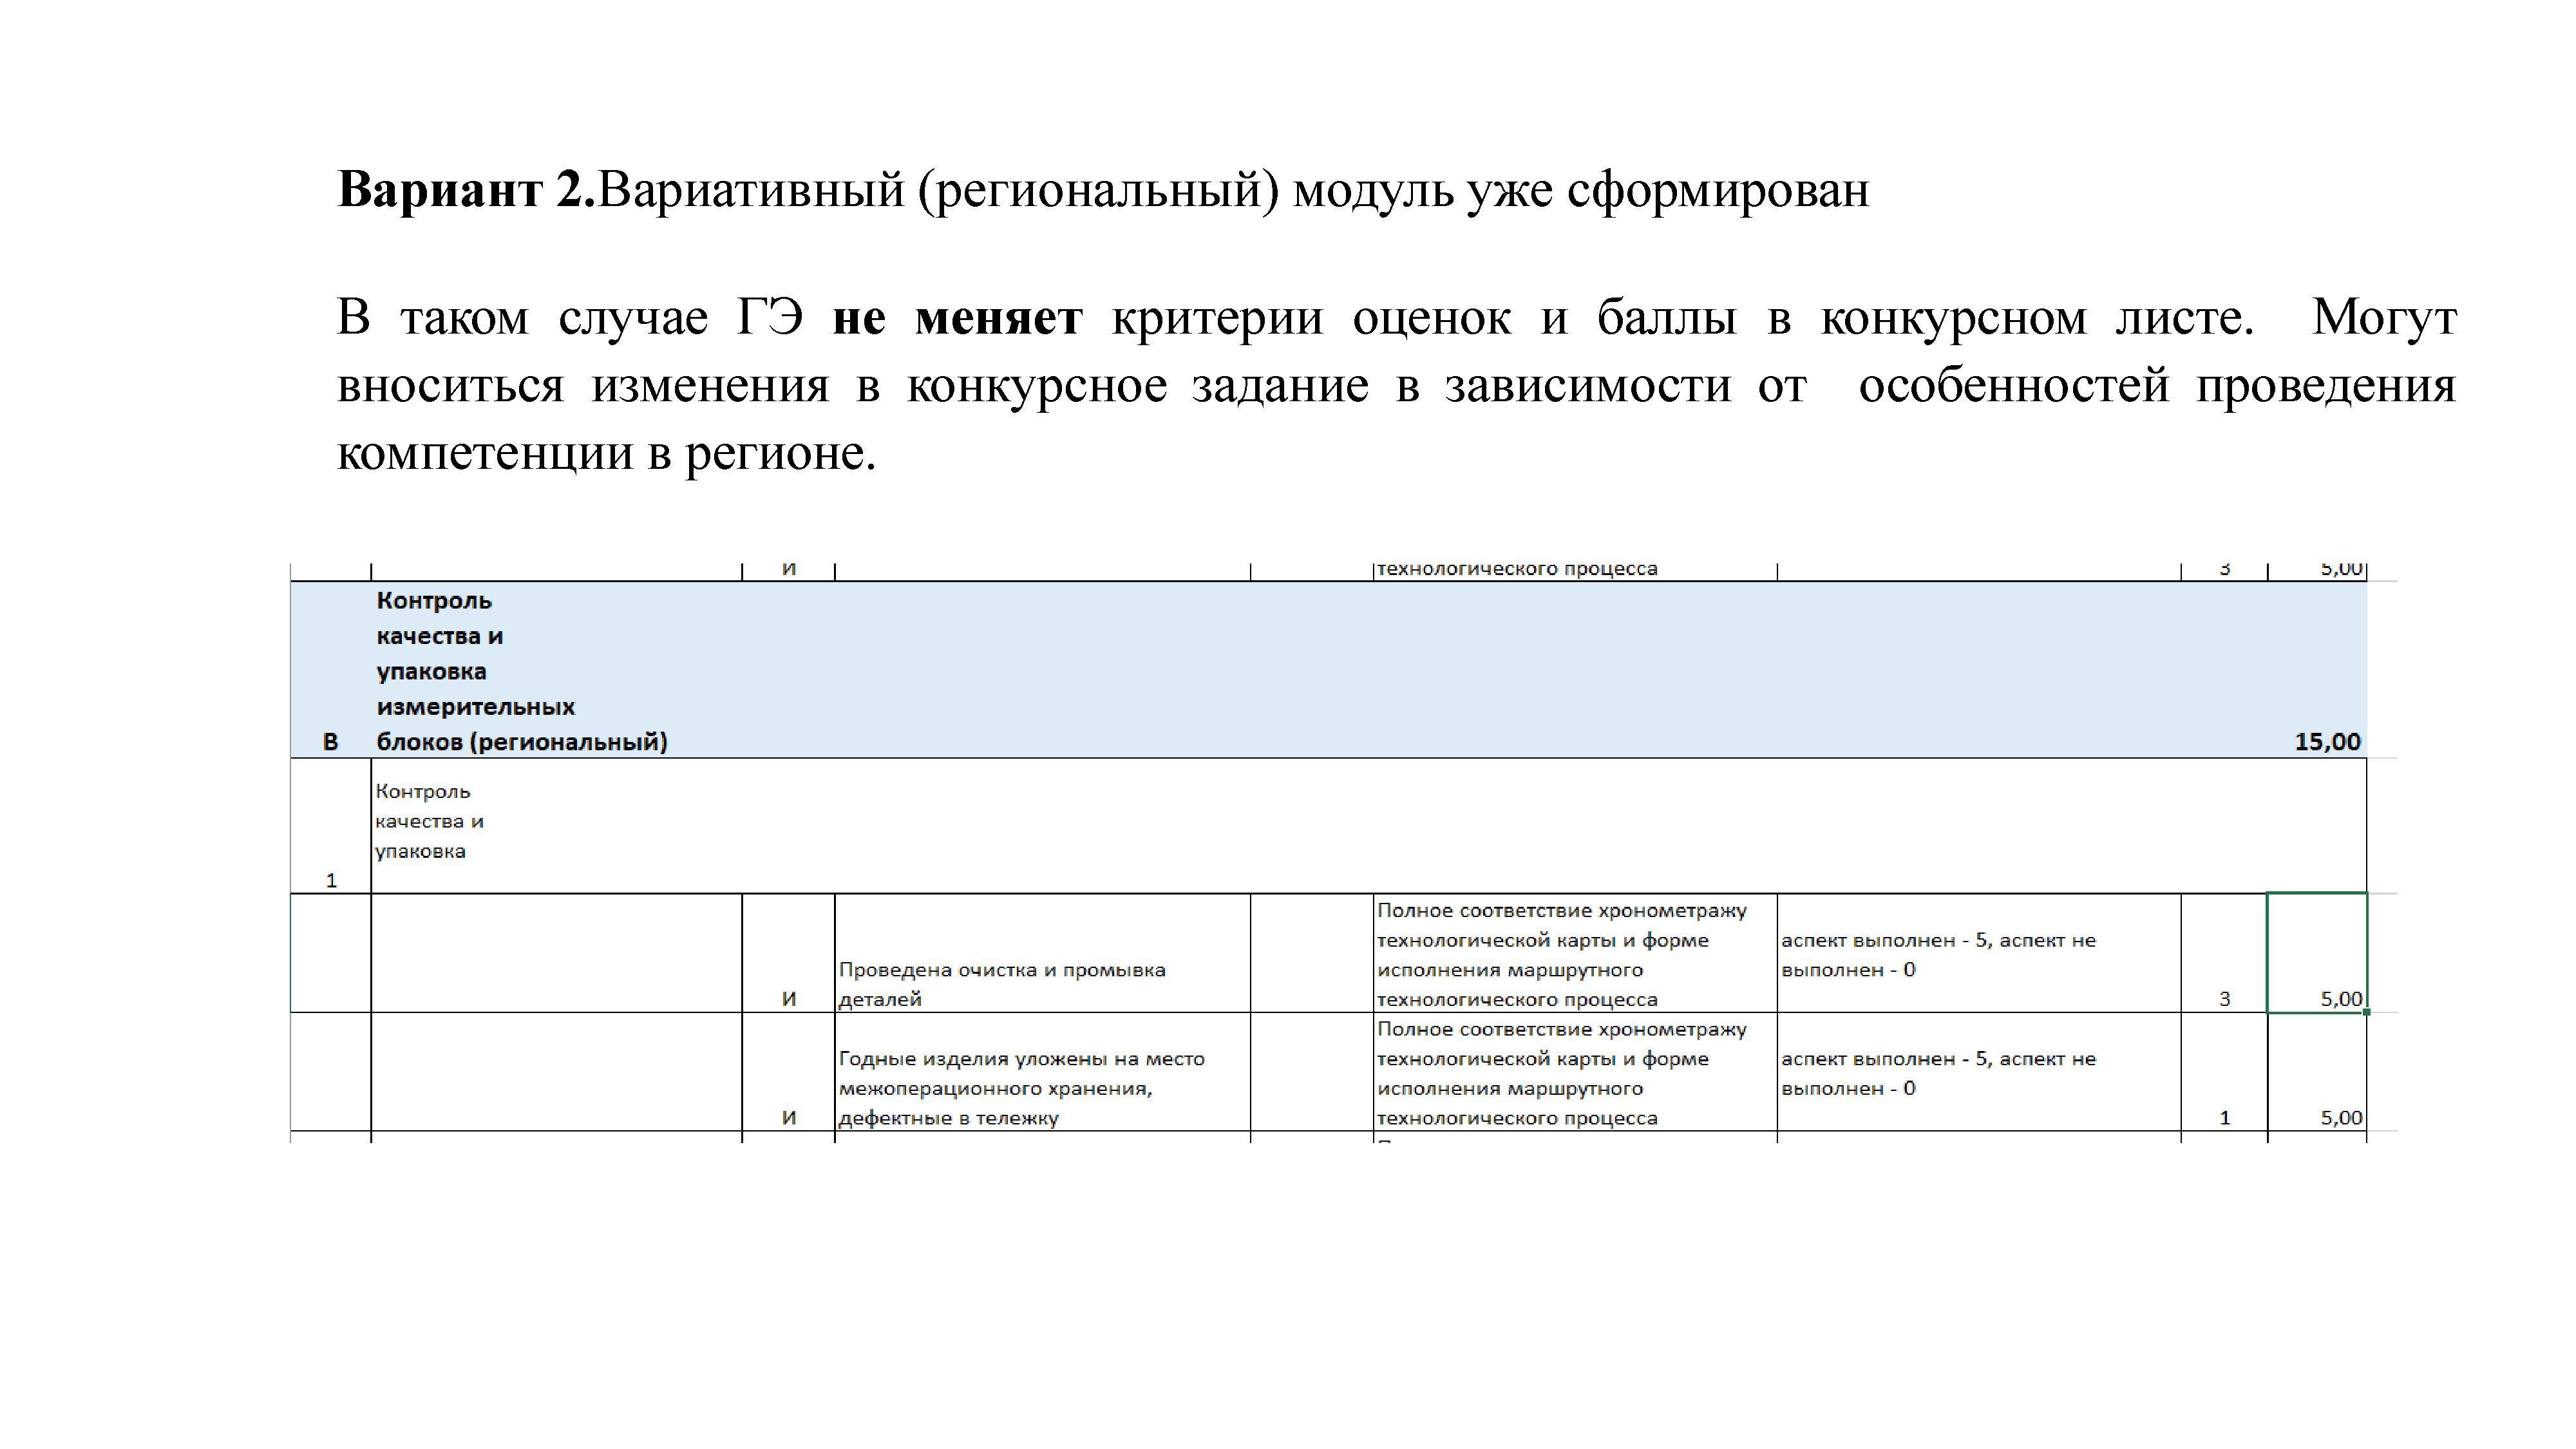 Вариант 2.Вариативный (региональный) модуль уже сформирован
В таком случае ГЭ не меняет критерии оценок и баллы в конкурсном листе. Могут
вноситься изменения в конкурсное задание в зависимости от особенностей проведения
компетенции в регионе.
И технологического процесса 3 5,00
Контроль
качества и
упаковка
измерительных
В блоков (региональный) 15,00
Контроль
качества и
упаковка
1
Полное соответствие хронометражу
технологической карты и форме аспект выполнен - 5, аспект не
Проведена очистка и промывка исполнения маршрутного выполнен - 0
И деталей технологического процесса 3 5,00
Полное соответствие хронометражу
Годные изделия уложены на место технологической карты и форме аспект выполнен - 5, аспект не
межоперационного хранения, исполнения маршрутного выполнен - 0
И дефектные в тележку технологического процесса 1 5,00